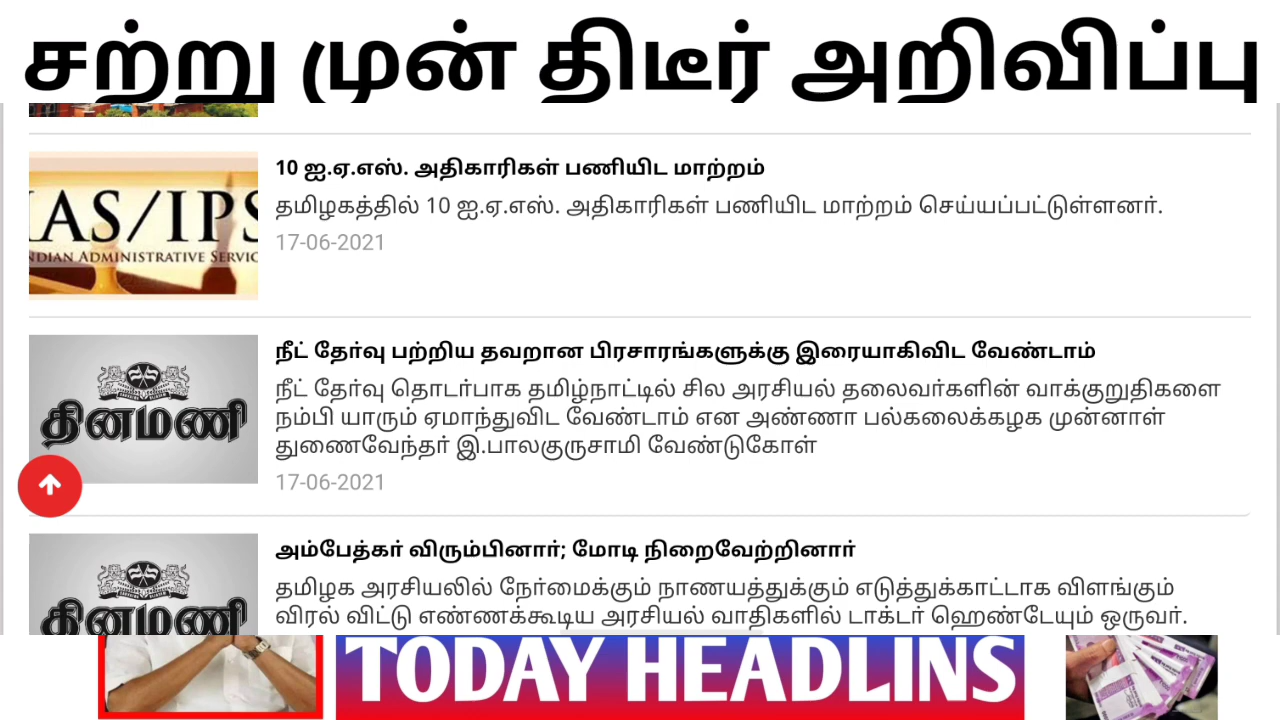 சற்று முன் திடீர் அறிவிப்பு
IAS/IPS
INDIAN ADMINISTRATIVE SERVIC
10 ஐ.ஏ.எஸ். அதிகாரிகள் பணியிட மாற்றம்
தமிழகத்தில் 10 ஐ.ஏ.எஸ். அதிகாரிகள் பணியிட மாற்றம் செய்யப்பட்டுள்ளனர்.
17-06-2021
தினமணி
நீட் தேர்வு பற்றிய தவறான பிரசாரங்களுக்கு இரையாகிவிட வேண்டாம்
நீட் தேர்வு தொடர்பாக தமிழ்நாட்டில் சில அரசியல் தலைவர்களின் வாக்குறுதிகளை
நம்பி யாரும் ஏமாந்துவிட வேண்டாம் என அண்ணா பல்கலைக்கழக முன்னாள்
துணைவேந்தர் இ.பாலகுருசாமி வேண்டுகோள்
17-06-2021
தினமணி
அம்பேத்கர் விரும்பினார்; மோடி நிறைவேற்றினார்
தமிழக அரசியலில் நேர்மைக்கும் நாணயத்துக்கும் எடுத்துக்காட்டாக விளங்கும்
விரல் விட்டு எண்ணக்கூடிய அரசியல் வாதிகளில் டாக்டர் ஹெண்டேயும் ஒருவர்.
TODAY HEADLINS